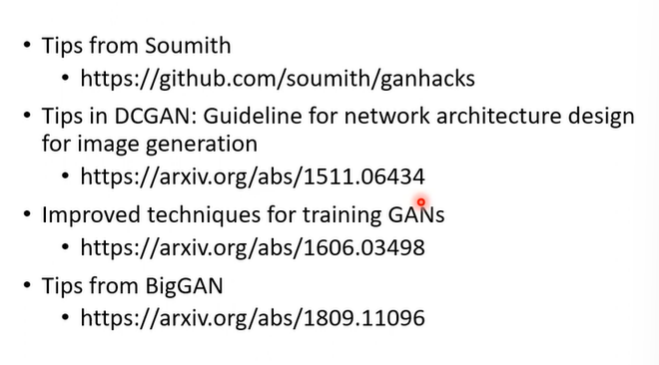 • Tips from Soumith
• https://github.com/soumith/ganhacks
• Tips in DCGAN: Guideline for network architecture design
for image generation
• https://arxiv.org/abs/1511.06434
• Improved techniques for training GANs
• https://arxiv.org/abs/1606.03498
• Tips from BigGAN
• https://arxiv.org/abs/1809.11096